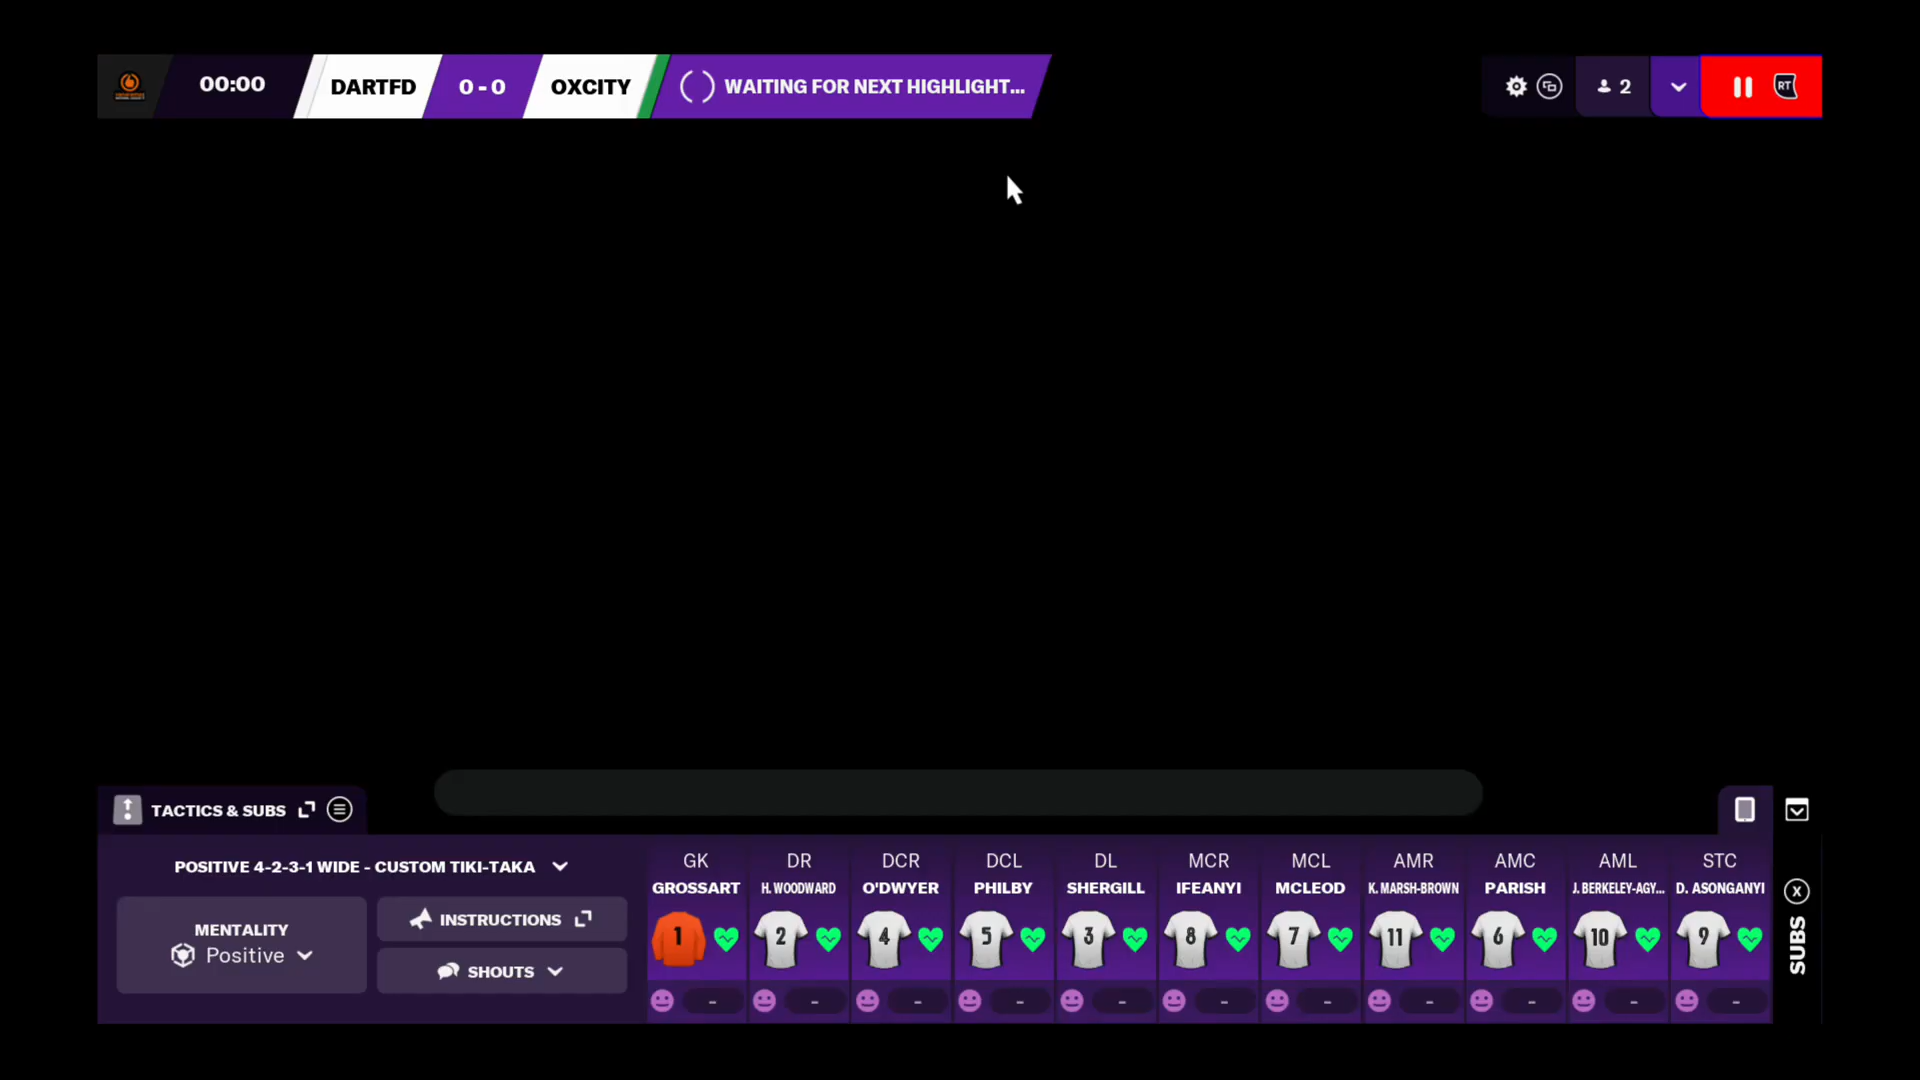 00:00
DARTFD
0 - 0
OXCITY
WAITING FOR NEXT HIGHLIGHT...
2
RT
TACTICS & SUBS
POSITIVE 4-2-3-1 WIDE - CUSTOM TIKI-TAKA
MENTALITY
Positive
INSTRUCTIONS
SHOUTS
GK DR DCR DCL DL MCR MCL AMR AMC AML STC
GROSSART H. WOODWARD O'DWYER PHILBY SHERGILL IFEANYI MCLEOD K. MARSH-BROWN PARISH J. BERKELEY-AGY... D. ASONGANYI
1 2 4 5 3 8 7 11 6 10 9
- - - - - - - - - - -
X
SUBS